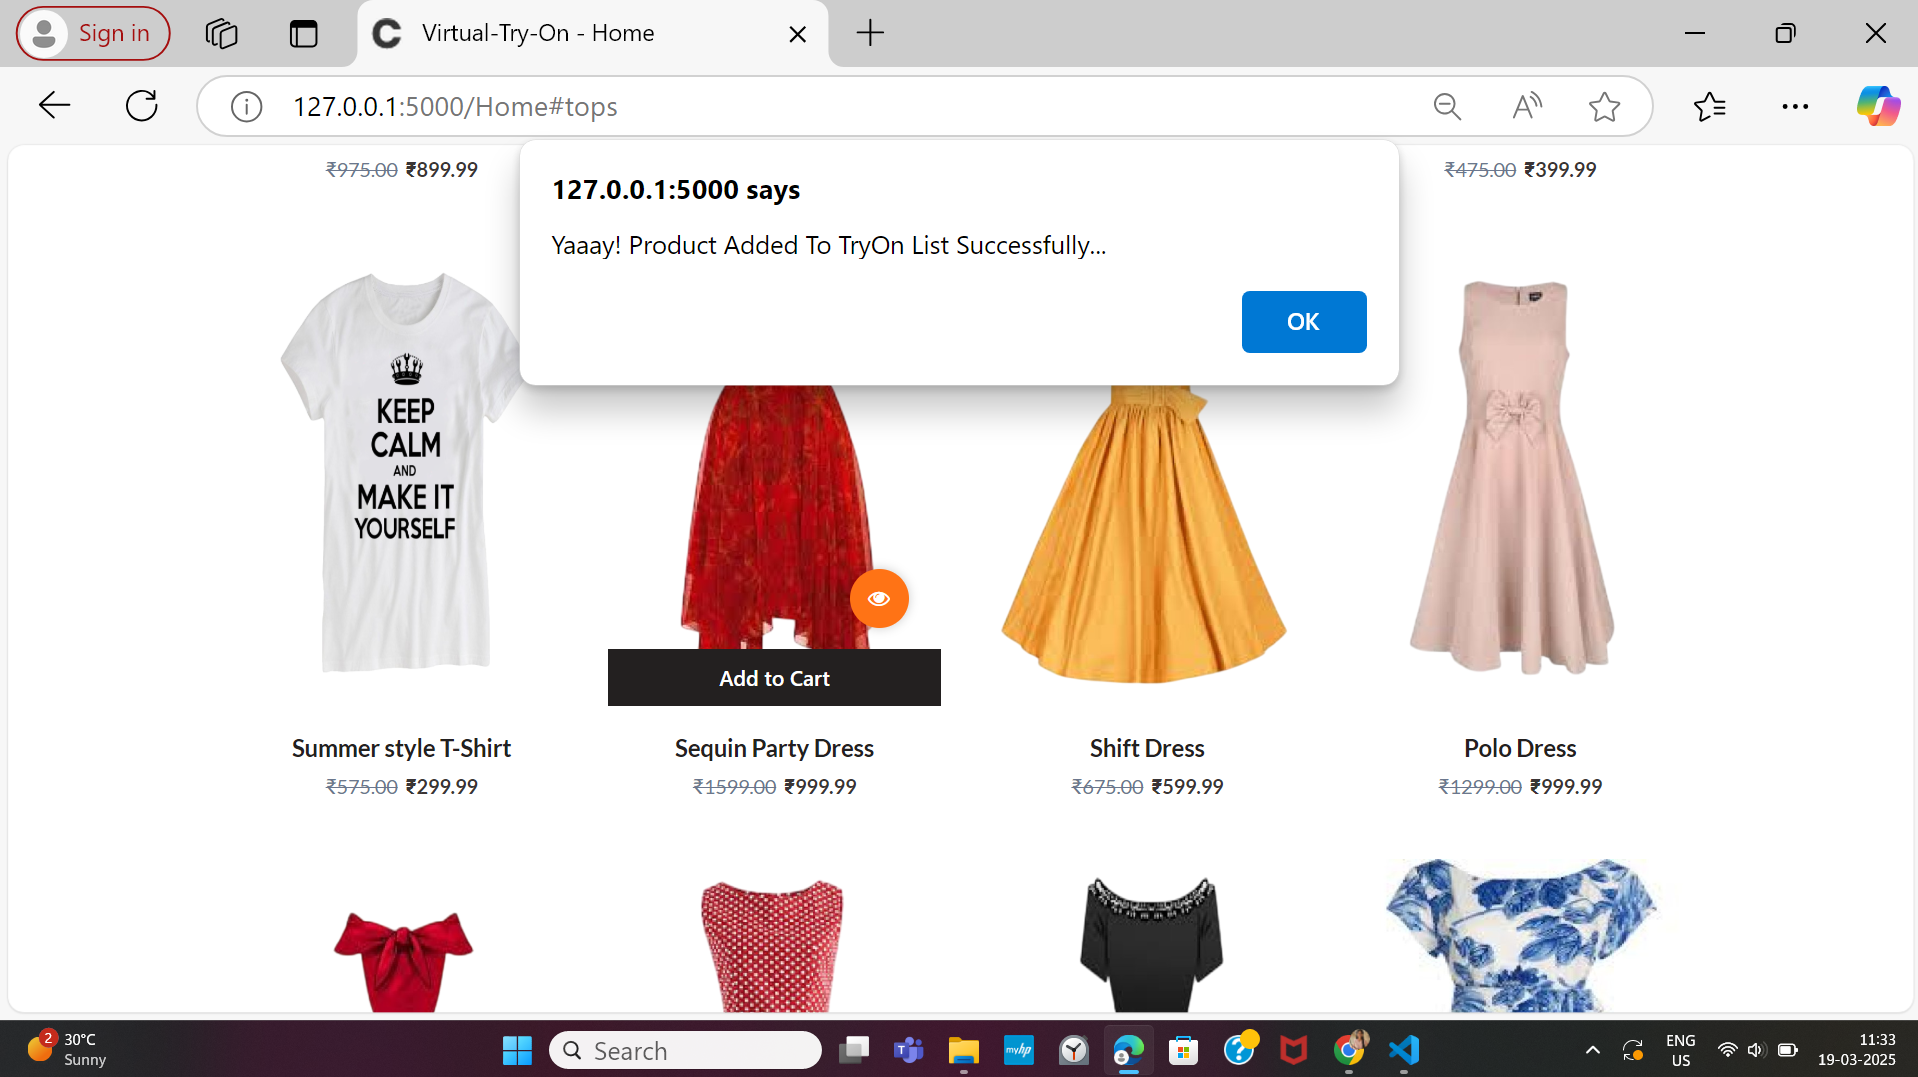 Sign in
Virtual-Try-On - Home
127.0.0.1:5000/Home#tops
127.0.0.1:5000 says
Yaaay! Product Added To TryOn List Successfully...
OK
₹975.00 ₹899.99
₹475.00 ₹399.99
KEEP
CALM
AND
MAKE IT
YOURSELF
Add to Cart
Summer style T-Shirt
₹575.00 ₹299.99
Sequin Party Dress
₹1599.00 ₹999.99
Shift Dress
₹675.00 ₹599.99
Polo Dress
₹1299.00 ₹999.99
2
30°C
Sunny
Search
myhp
ENG
US
11:33
19-03-2025